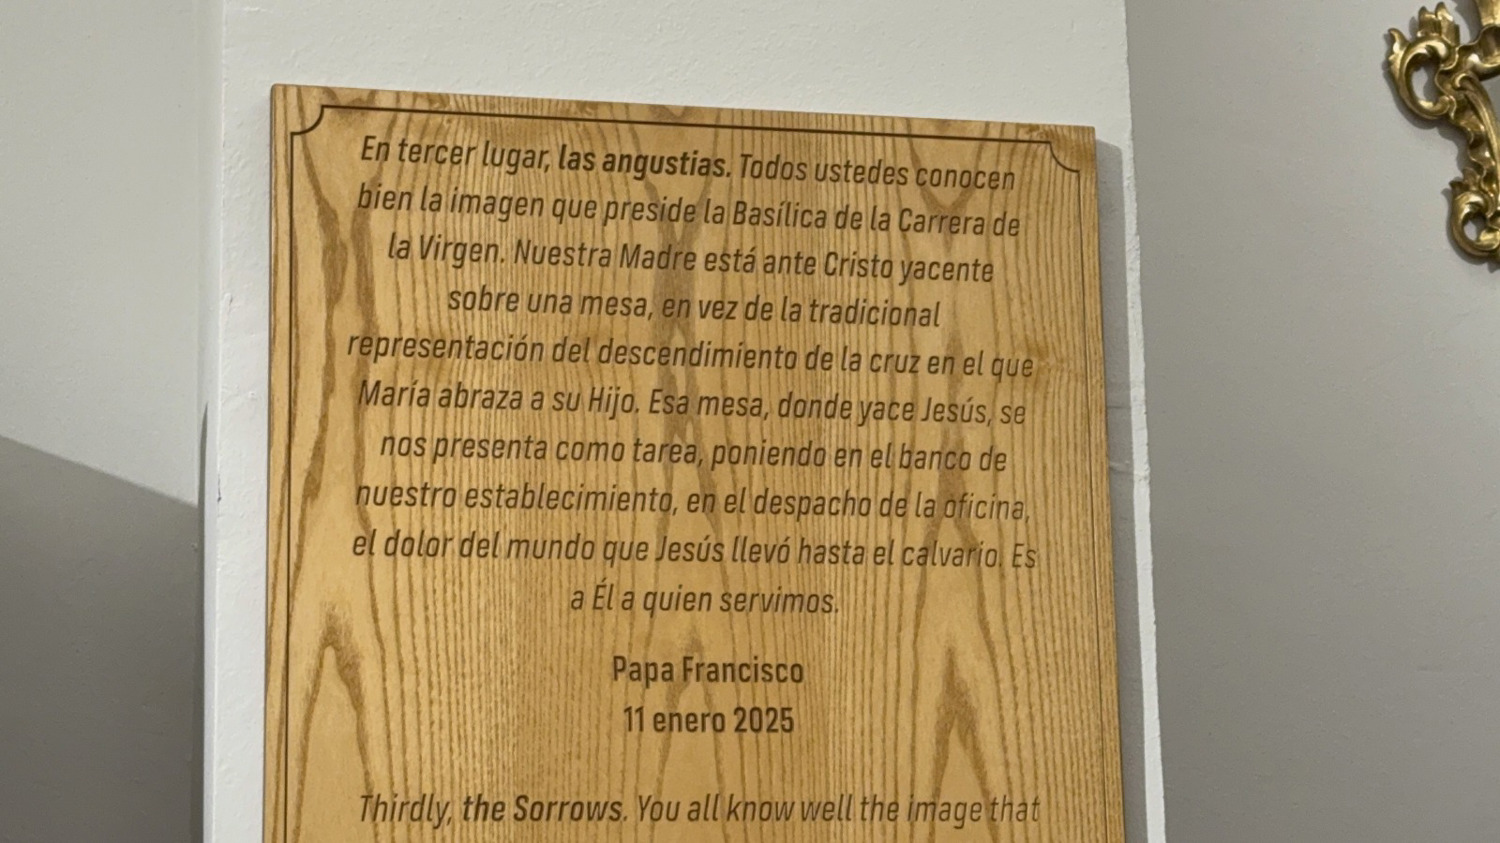 En tercer lugar, las angustias. Todos ustedes conocen
bien la imagen que preside la Basílica de la Carrera de
la Virgen. Nuestra Madre está ante Cristo yacente
sobre una mesa, en vez de la tradicional
representación del descendimiento de la cruz en el que
María abraza a su Hijo. Esa mesa, donde yace Jesús, se
nos presenta como tarea, poniendo en el banco de
nuestro establecimiento, en el despacho de la oficina,
el dolor del mundo que Jesús llevó hasta el calvario. Es
a Él a quien servimos.
Papa Francisco
11 enero 2025
Thirdly, the Sorrows. You all know well the image that